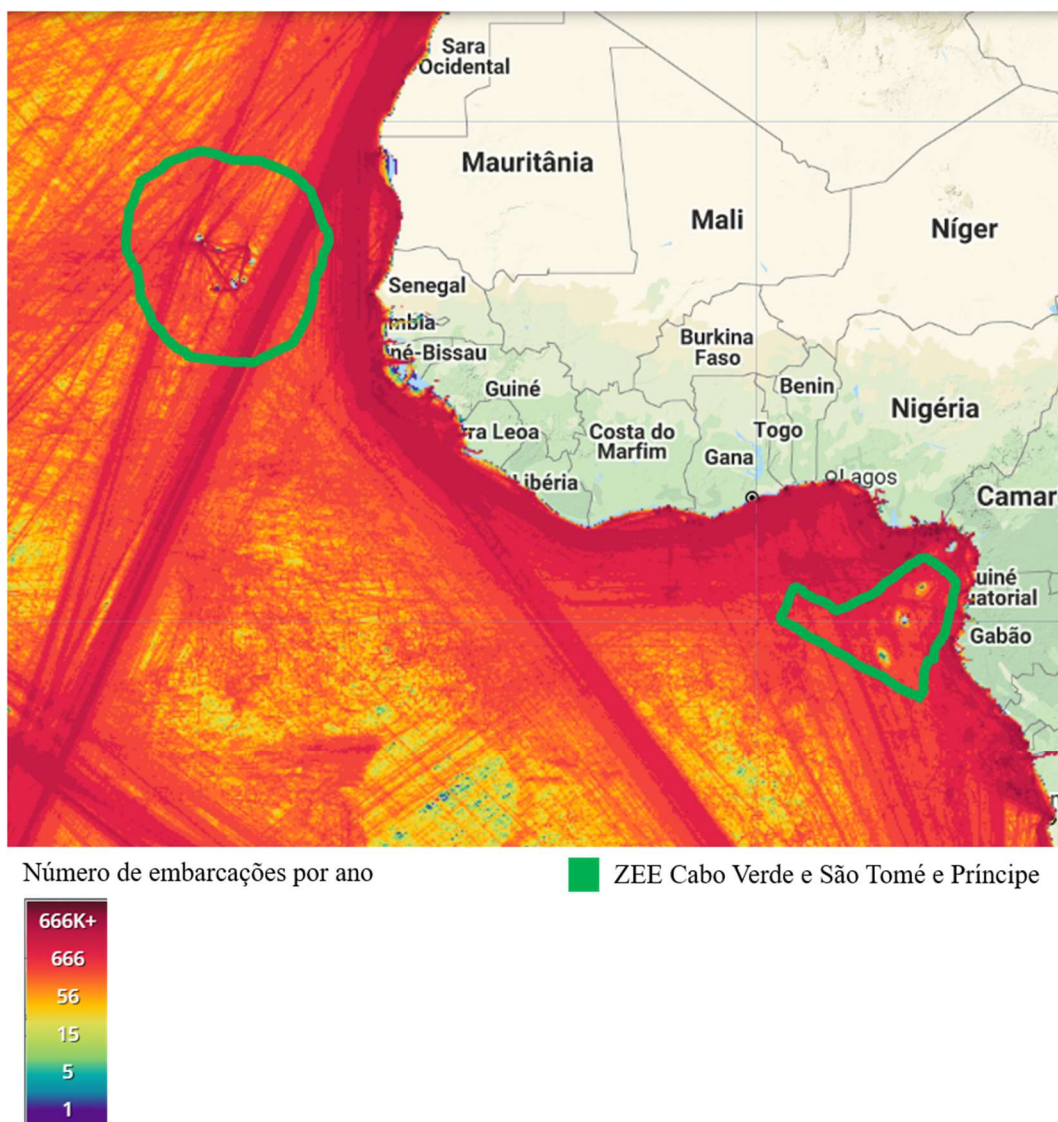 Sara
Ocidental
Mauritânia
Mali
Níger
Senegal
mbia
né-Bissau
Burkina
Faso
Guiné
Benin
Nigéria
rra Leoa
Costa do
Marfim
Togo
Gana
Libéria
Lagos
Camar
uiné
uatorial
Gabão
Número de embarcações por ano
ZEE Cabo Verde e São Tomé e Príncipe
666K+
666
56
15
5
1